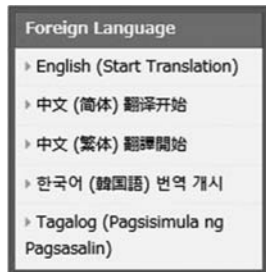 Foreign Language
English (Start Translation)
中文 (简体) 翻译开始
中文 (繁体) 翻譯開始
한국어 (韓国語) 번역 개시
Tagalog (Pagsisimula ng
Pagsasalin)